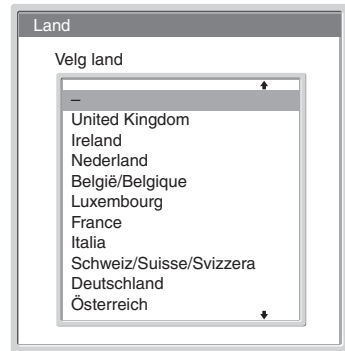 Land
Velg land
–
United Kingdom
Ireland
Nederland
België/Belgique
Luxembourg
France
Italia
Schweiz/Suisse/Svizzera
Deutschland
Österreich